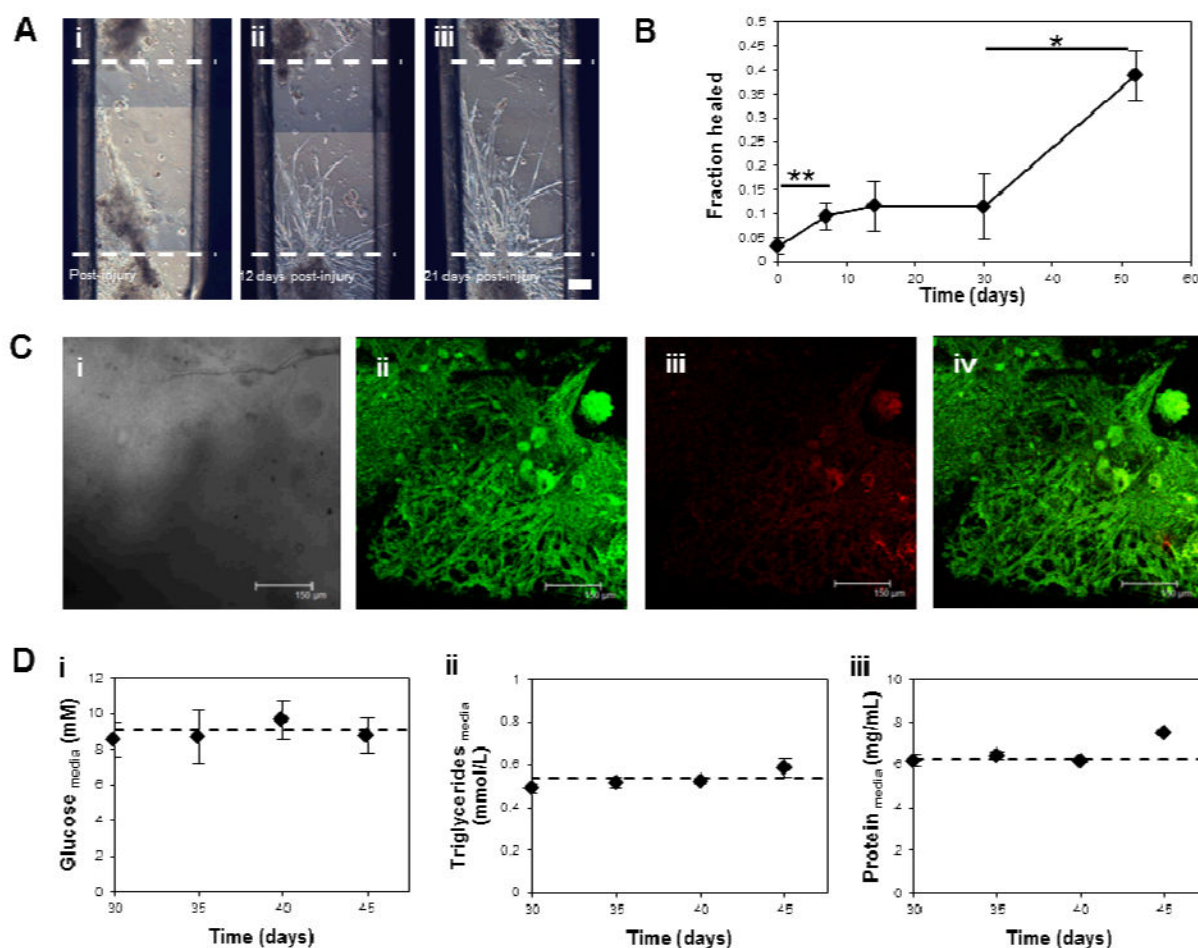 A
i
ii
iii
Post-injury
12 days post-injury
21 days post-injury
B
0.5
0.45
0.4
0.35
0.3
0.25
0.2
0.15
0.1
0.05
0
**
*
Fraction healed
0 10 20 30 40 50 60
Time (days)
C
i
ii
iii
iv
150 µm
150 µm
150 µm
150 µm
D
i
12
10
8
6
4
2
0
Glucose media (mM)
30 35 40 45
Time (days)
ii
1
0.8
0.6
0.4
0.2
0
Triglycerides media
(mmol/L)
30 35 40 45
Time (days)
iii
10
8
6
4
2
0
Protein media (mg/mL)
30 35 40 45
Time (days)